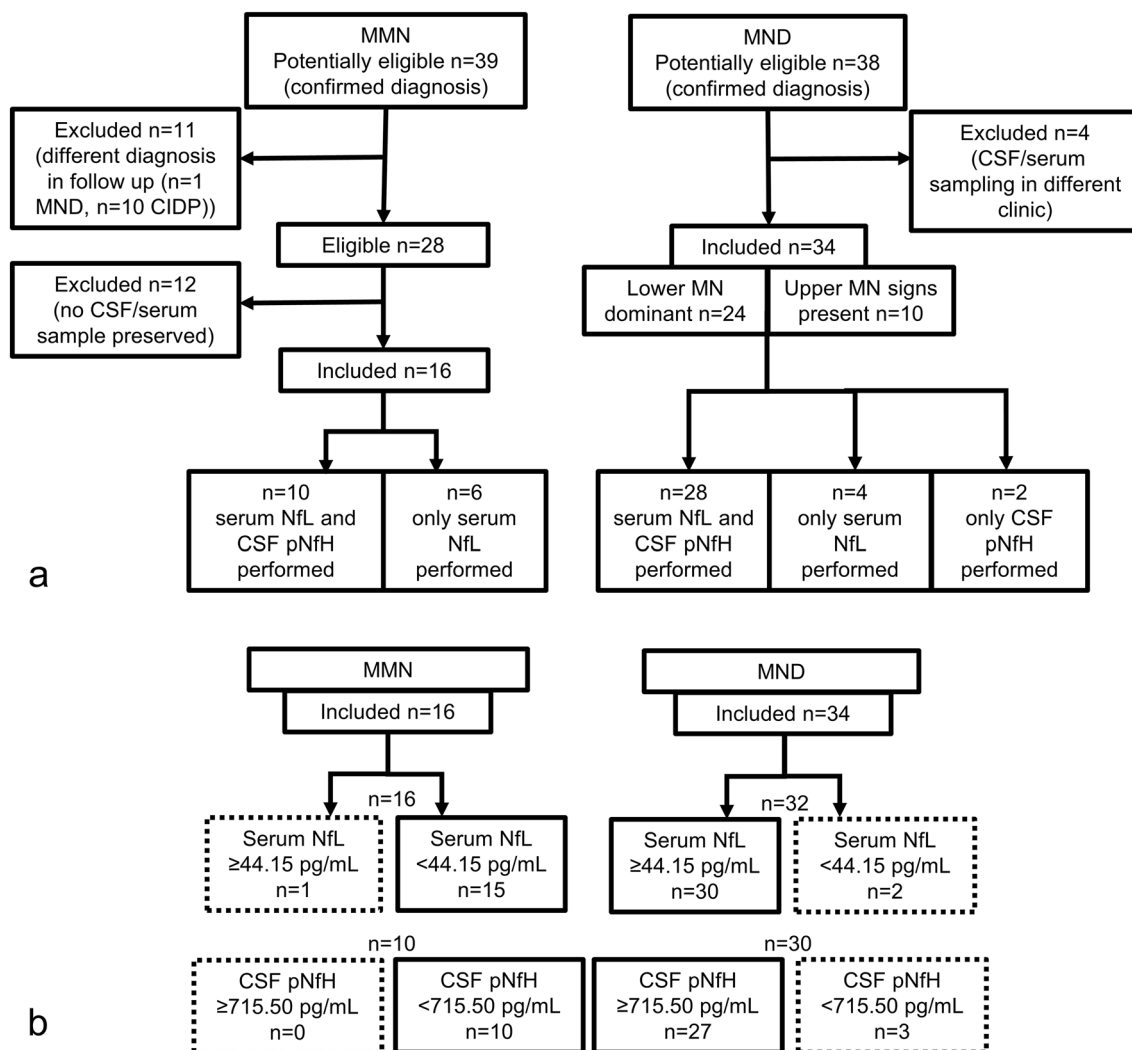 MMN
Potentially eligible n=39
(confirmed diagnosis)
Excluded n=11
(different diagnosis
in follow up (n=1
MND, n=10 CIDP))
Eligible n=28
Excluded n=12
(no CSF/serum
sample preserved)
Included n=16
n=10
serum NfL and
CSF pNfH
performed
n=6
only serum
NfL
performed
MND
Potentially eligible n=38
(confirmed diagnosis)
Excluded n=4
(CSF/serum
sampling in different
clinic)
Included n=34
Lower MN
dominant n=24
Upper MN signs
present n=10
n=28
serum NfL and
CSF pNfH
performed
n=4
only serum
NfL
performed
n=2
only CSF
pNfH
performed
a
MMN
Included n=16
n=16
Serum NfL
≥44.15 pg/mL
n=1
Serum NfL
<44.15 pg/mL
n=15
n=10
CSF pNfH
≥715.50 pg/mL
n=0
CSF pNfH
<715.50 pg/mL
n=10
MND
Included n=34
n=32
Serum NfL
≥44.15 pg/mL
n=30
Serum NfL
<44.15 pg/mL
n=2
n=30
CSF pNfH
≥715.50 pg/mL
n=27
CSF pNfH
<715.50 pg/mL
n=3
b